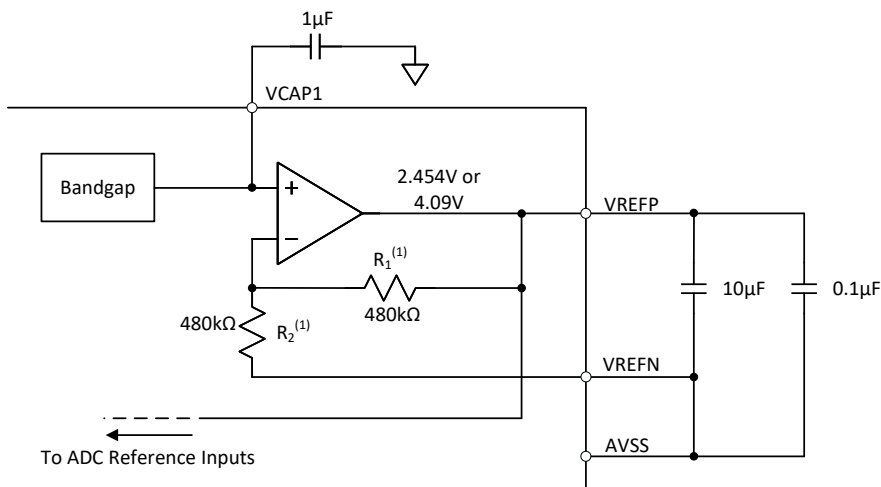 1µF
VCAP1
Bandgap
+
−
2.454V or
4.09V
VREFP
R1(1)
480kΩ
480kΩ
R2(1)
10µF
0.1µF
VREFN
AVSS
To ADC Reference Inputs